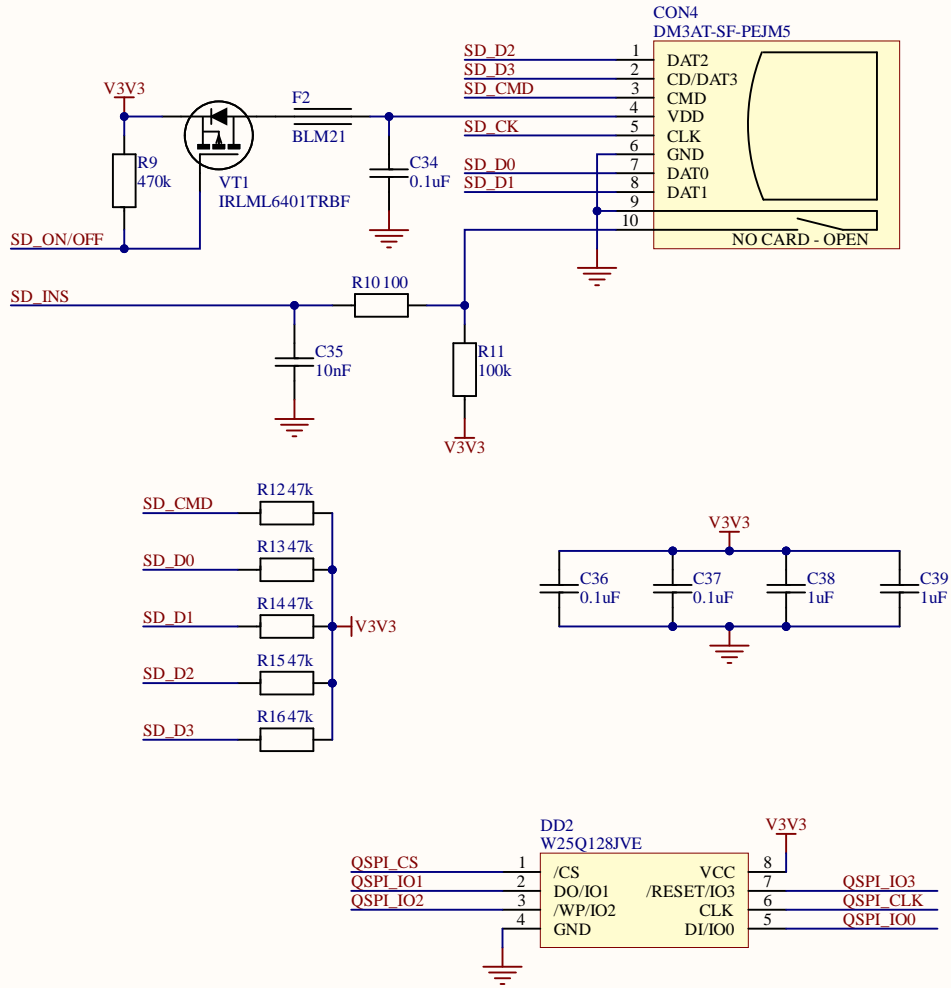 CON4
DM3AT-SF-PEJM5
SD_D2
1
DAT2
SD_D3
2
CD/DAT3
SD_CMD
3
CMD
4
VDD
SD_CK
5
CLK
6
GND
SD_D0
7
DAT0
SD_D1
8
DAT1
9
10
NO CARD - OPEN
V3V3
F2
BLM21
R9
470k
VT1
IRLML6401TRBF
C34
0.1uF
SD_ON/OFF
SD_INS
R10 100
C35
10nF
R11
100k
V3V3
SD_CMD
R12 47k
SD_D0
R13 47k
SD_D1
R14 47k
V3V3
SD_D2
R15 47k
SD_D3
R16 47k
V3V3
C36
0.1uF
C37
0.1uF
C38
1uF
C39
1uF
DD2
W25Q128JVE
V3V3
QSPI_CS
1
/CS
VCC
8
QSPI_IO1
2
DO/IO1
/RESET/IO3
7
QSPI_IO3
QSPI_IO2
3
/WP/IO2
CLK
6
QSPI_CLK
4
GND
DI/IO0
5
QSPI_IO0